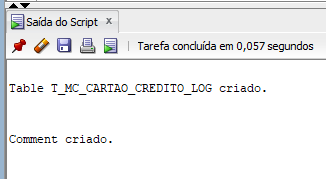 Saída do Script x
Tarefa concluída em 0,057 segundos
Table T_MC_CARTAO_CREDITO_LOG criado.
Comment criado.